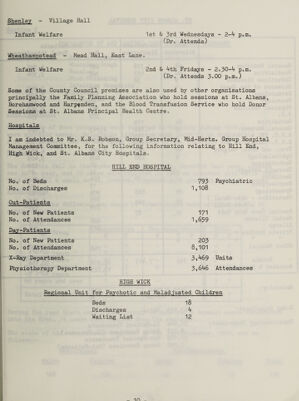 Shenley - Village Hall
Infant Welfare 1st & 3rd Wednesdays - 2-4 p.m.
(Dr. Attends)
Wheathampstead - Mead Hall, East Lane.
Infant Welfare 2nd & 4th Fridays - 2.30-4 p.m.
(Dr. Attends 3.00 p.m.)
Some of the County Council premises are also used by other organisations
principally the Family Planning Association who hold sessions at St. Albans,
Borehamwood and Harpenden, and the Blood Transfusion Service who hold Donor
Sessions at St. Albans Principal Health Centre.
Hospitals
I am indebted to Mr. K.S. Robson, Group Secretary, Mid-Herts. Group Hospital
Management Committee, for the following information relating to Hill End,
High Wick, and St. Albans City Hospitals.
HILL END HOSPITAL
No. of Beds 793 Psychiatric
No. of Discharges 1,108
Out-Patients
No. of New Patients 171
No. of Attendances 1,659
Day-Patients
No. of New Patients 203
No. of Attendances 8,101
X-Ray Department 3,469 Units
Physiotherapy Department 3,646 Attendances
HIGH WICK
Regional Unit for Psychotic and Maladjusted Children
Beds 18
Discharges 4
Waiting List 12